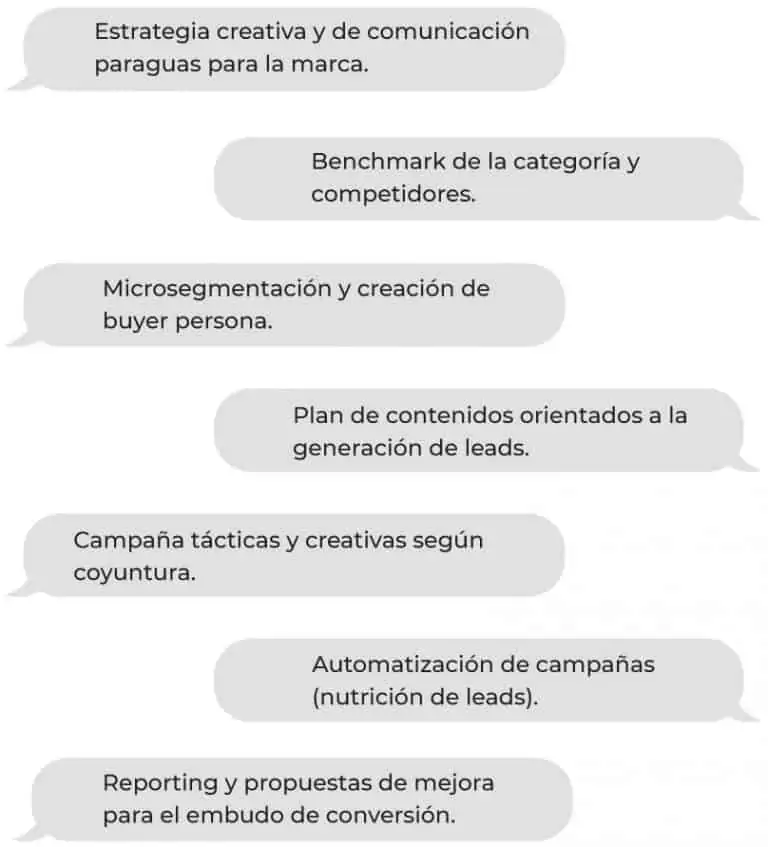 Estrategia creativa y de comunicación
paraguas para la marca.
Benchmark de la categoría y
competidores.
Microsegmentación y creación de
buyer persona.
Plan de contenidos orientados a la
generación de leads.
Campaña tácticas y creativas según
coyuntura.
Automatización de campañas
(nutrición de leads).
Reporting y propuestas de mejora
para el embudo de conversión.